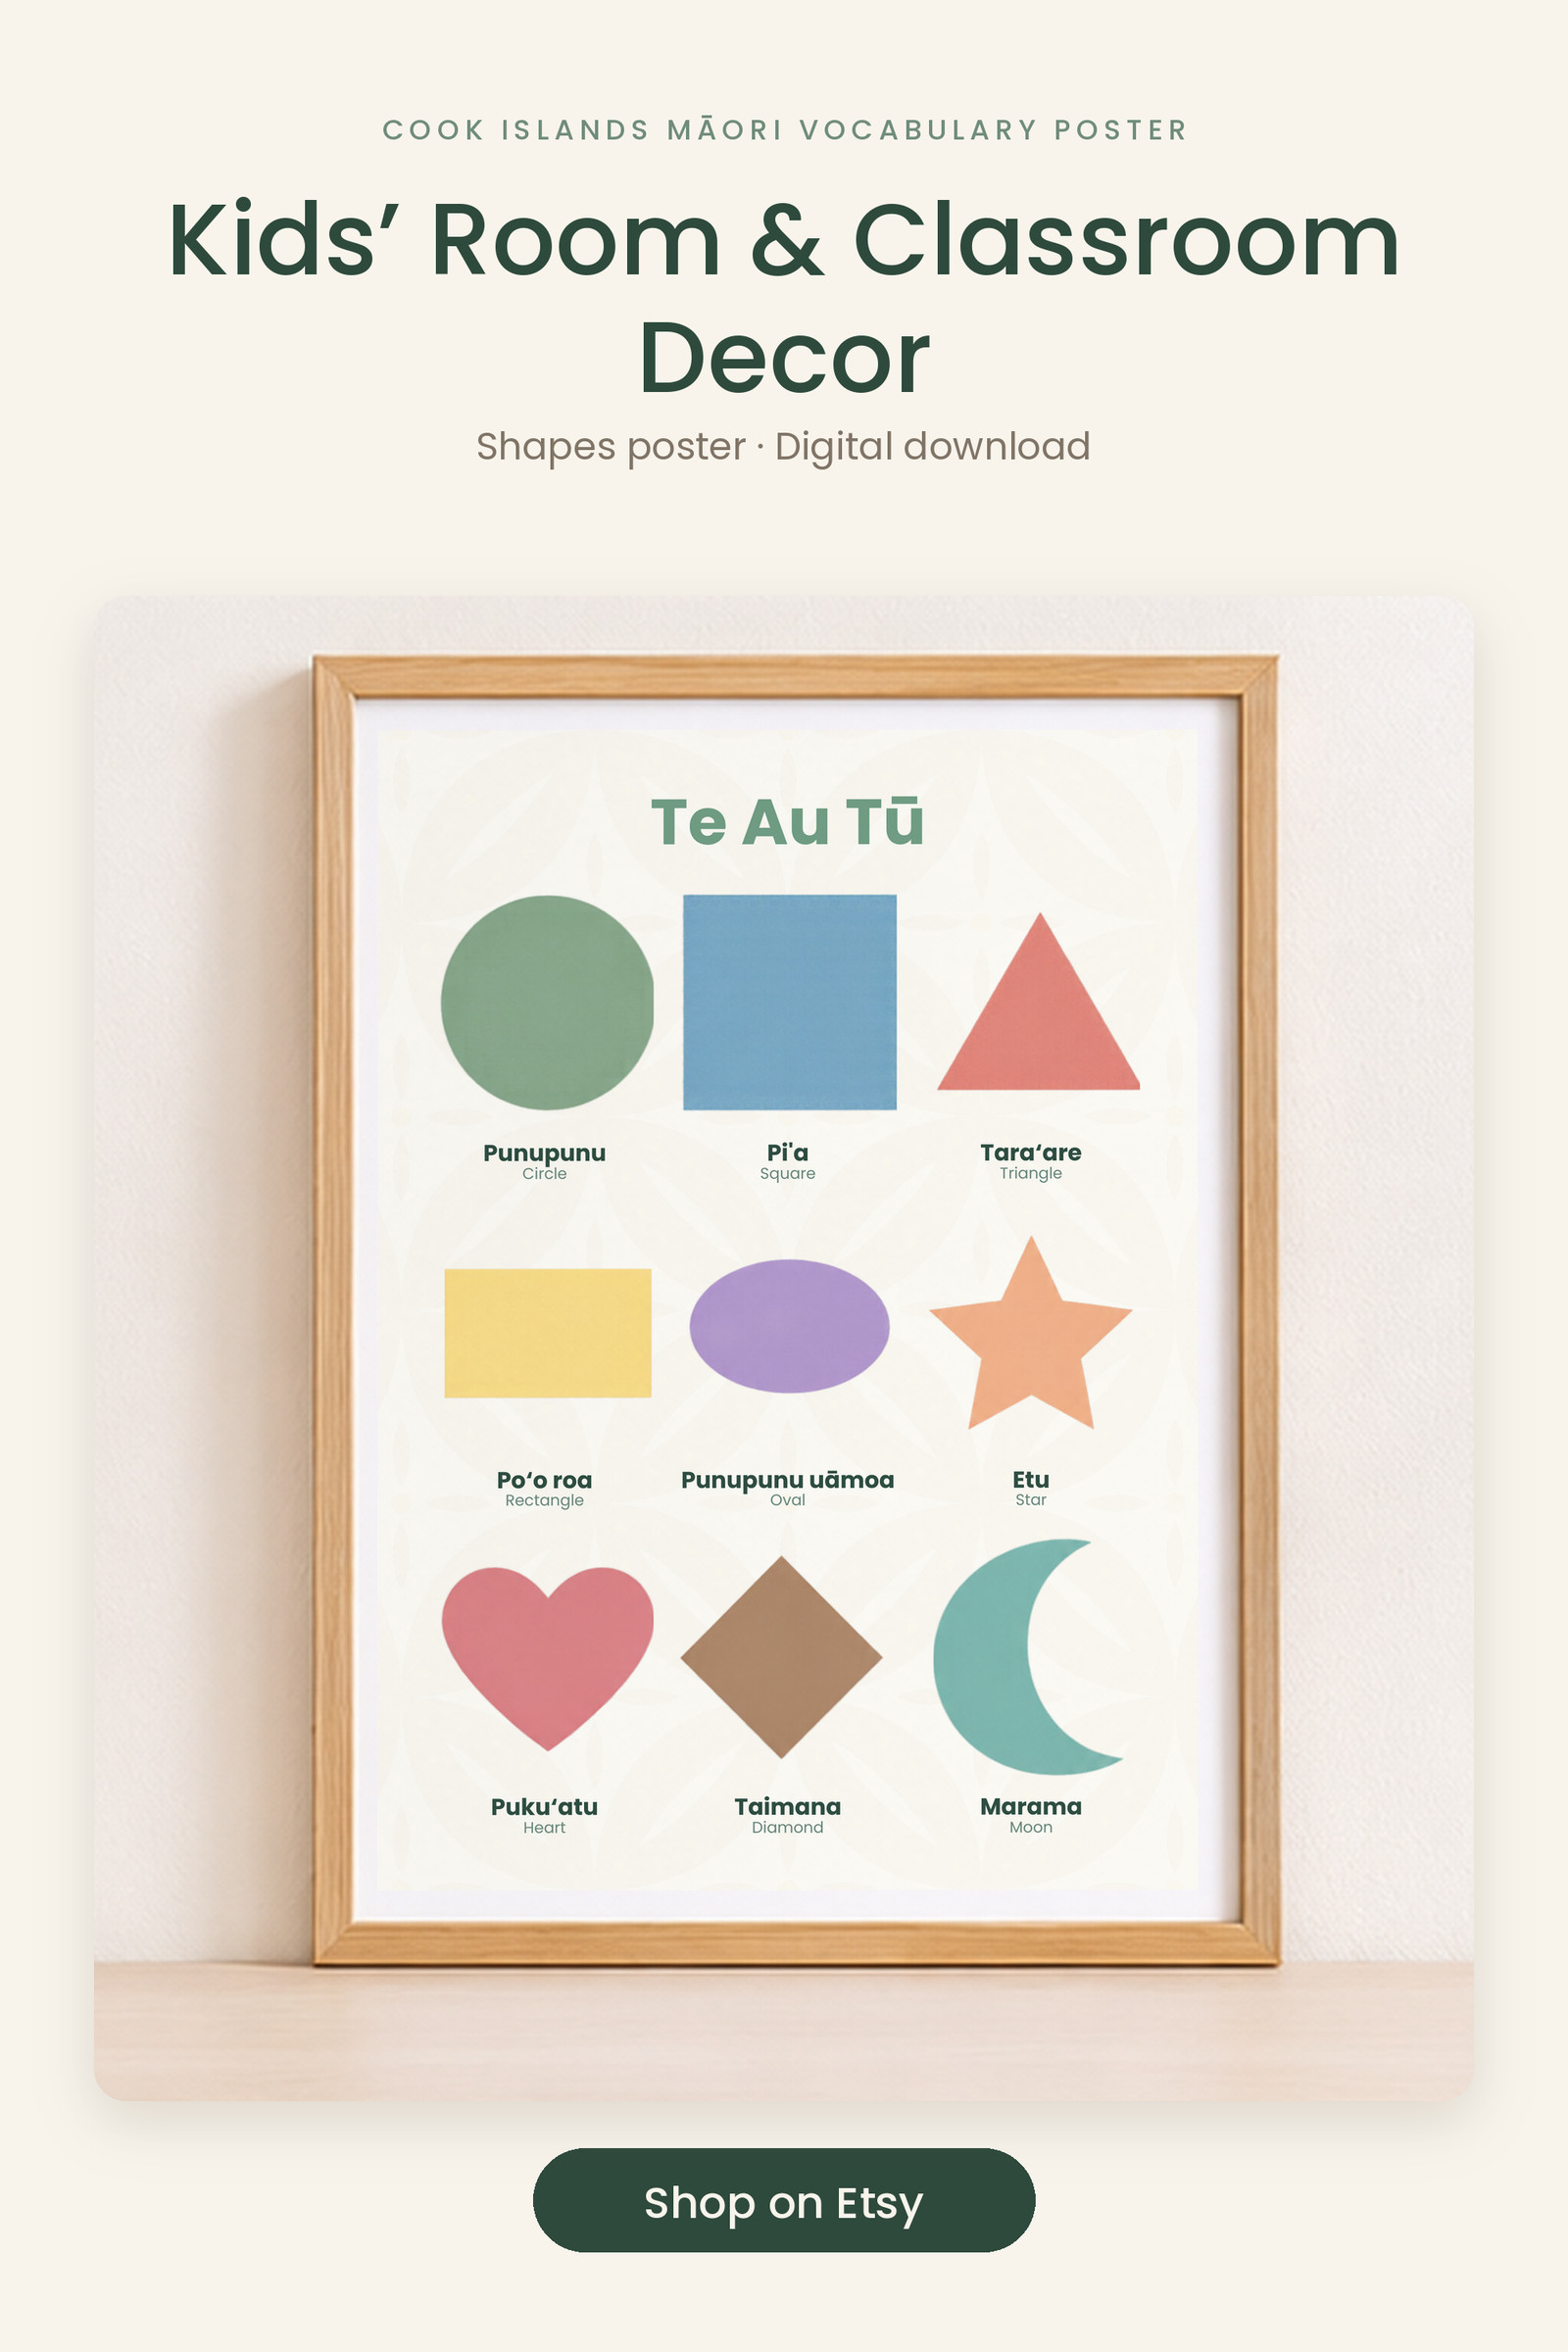 COOK ISLANDS MĀORI VOCABULARY POSTER
Kids’ Room & Classroom
Decor
Shapes poster · Digital download
Te Au Tū
Punupunu
Circle
Pi'a
Square
Tara‘are
Triangle
Po‘o roa
Rectangle
Punupunu uāmoa
Oval
Etu
Star
Puku‘atu
Heart
Taimana
Diamond
Marama
Moon
Shop on Etsy